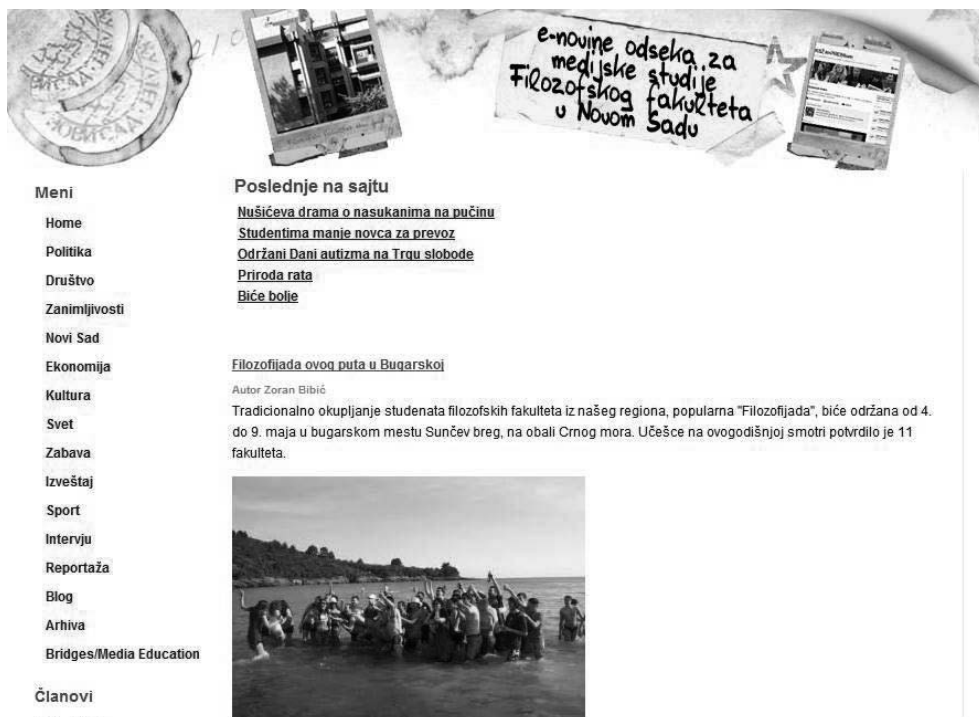 e-novine odseka za
medijske studije
Filozofskog fakulteta
u Novom Sadu
Meni
Home
Politika
Društvo
Zanimljivosti
Novi Sad
Ekonomija
Kultura
Svet
Zabava
Izveštaj
Sport
Intervju
Reportaža
Blog
Arhiva
Bridges/Media Education
Članovi
Poslednje na sajtu
Nušićeva drama o nasukanima na pučinu
Studentima manje novca za prevoz
Održani Dani autizma na Trgu slobode
Priroda rata
Biće bolje
Filozofijada ovog puta u Bugarskoj
Autor Zoran Bibić
Tradicionalno okupljanje studenata filozofskih fakulteta iz našeg regiona, popularna "Filozofijada", biće održana od 4.
do 9. maja u bugarskom mestu Sunčev breg, na obali Crnog mora. Učešce na ovogodišnjoj smotri potvrdilo je 11
fakulteta.